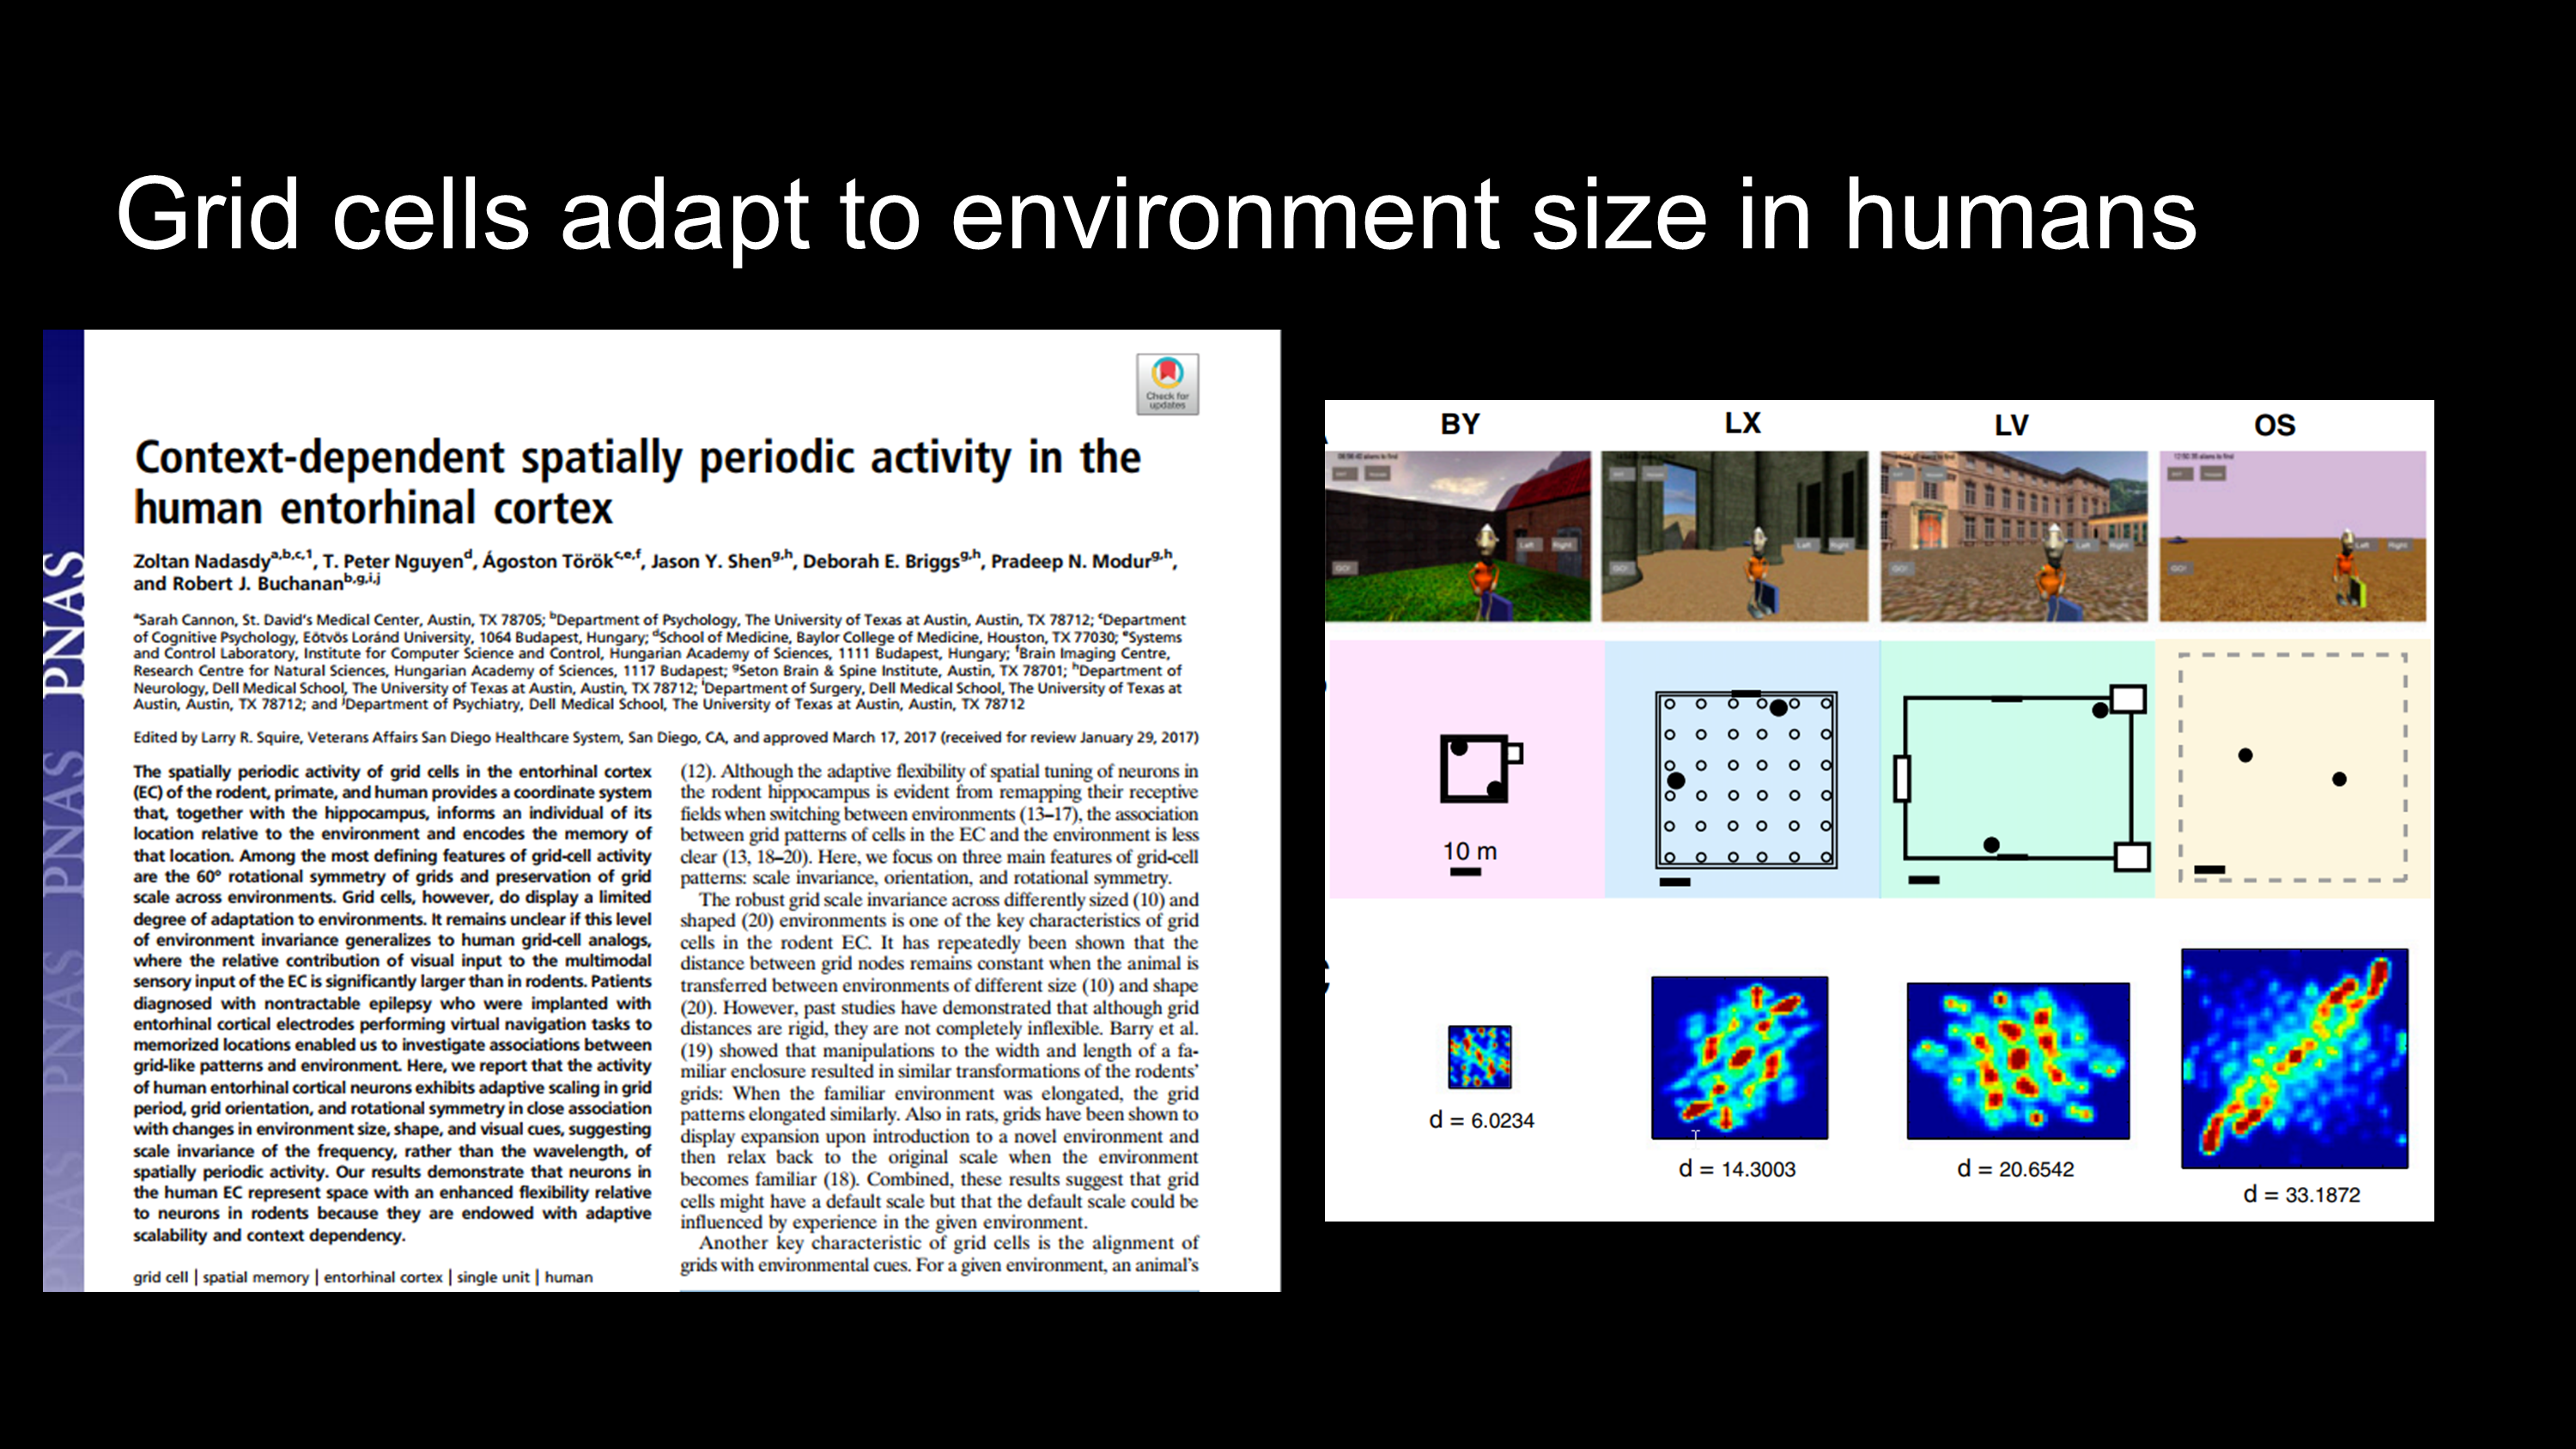 Grid cells adapt to environment size in humans
PNAS PNAS PNAS PNAS
Check for
updates
Context-dependent spatially periodic activity in the
human entorhinal cortex
Zoltan Nadasdya,b,c,1, T. Peter Nguyend, Ágoston Törökc,e,f, Jason Y. Sheng,h, Deborah E. Briggsg,h, Pradeep N. Modurg,h,
and Robert J. Buchananb,g,i,j
aSarah Cannon, St. David's Medical Center, Austin, TX 78705; bDepartment of Psychology, The University of Texas at Austin, Austin, TX 78712; cDepartment
of Cognitive Psychology, Eötvös Loránd University, 1064 Budapest, Hungary; dSchool of Medicine, Baylor College of Medicine, Houston, TX 77030; eSystems
and Control Laboratory, Institute for Computer Science and Control, Hungarian Academy of Sciences, 1111 Budapest, Hungary; fBrain Imaging Centre,
Research Centre for Natural Sciences, Hungarian Academy of Sciences, 1117 Budapest; gSeton Brain & Spine Institute, Austin, TX 78701; hDepartment of
Neurology, Dell Medical School, The University of Texas at Austin, Austin, TX 78712; iDepartment of Surgery, Dell Medical School, The University of Texas at
Austin, Austin, TX 78712; and jDepartment of Psychiatry, Dell Medical School, The University of Texas at Austin, Austin, TX 78712
Edited by Larry R. Squire, Veterans Affairs San Diego Healthcare System, San Diego, CA, and approved March 17, 2017 (received for review January 29, 2017)
The spatially periodic activity of grid cells in the entorhinal cortex
(EC) of the rodent, primate, and human provides a coordinate system
that, together with the hippocampus, informs an individual of its
location relative to the environment and encodes the memory of
that location. Among the most defining features of grid-cell activity
are the 60° rotational symmetry of grids and preservation of grid
scale across environments. Grid cells, however, do display a limited
degree of adaptation to environments. It remains unclear if this level
of environment invariance generalizes to human grid-cell analogs,
where the relative contribution of visual input to the multimodal
sensory input of the EC is significantly larger than in rodents. Patients
diagnosed with nontractable epilepsy who were implanted with
entorhinal cortical electrodes performing virtual navigation tasks to
memorized locations enabled us to investigate associations between
grid-like patterns and environment. Here, we report that the activity
of human entorhinal cortical neurons exhibits adaptive scaling in grid
period, grid orientation, and rotational symmetry in close association
with changes in environment size, shape, and visual cues, suggesting
scale invariance of the frequency, rather than the wavelength, of
spatially periodic activity. Our results demonstrate that neurons in
the human EC represent space with an enhanced flexibility relative
to neurons in rodents because they are endowed with adaptive
scalability and context dependency.
grid cell | spatial memory | entorhinal cortex | single unit | human
(12). Although the adaptive flexibility of spatial tuning of neurons in
the rodent hippocampus is evident from remapping their receptive
fields when switching between environments (13–17), the association
between grid patterns of cells in the EC and the environment is less
clear (13, 18–20). Here, we focus on three main features of grid-cell
patterns: scale invariance, orientation, and rotational symmetry.
The robust grid scale invariance across differently sized (10) and
shaped (20) environments is one of the key characteristics of grid
cells in the rodent EC. It has repeatedly been shown that the
distance between grid nodes remains constant when the animal is
transferred between environments of different size (10) and shape
(20). However, past studies have demonstrated that although grid
distances are rigid, they are not completely inflexible. Barry et al.
(19) showed that manipulations to the width and length of a fa-
miliar enclosure resulted in similar transformations of the rodents'
grids: When the familiar environment was elongated, the grid
patterns elongated similarly. Also in rats, grids have been shown to
display expansion upon introduction to a novel environment and
then relax back to the original scale when the environment
becomes familiar (18). Combined, these results suggest that grid
cells might have a default scale but that the default scale could be
influenced by experience in the given environment.
Another key characteristic of grid cells is the alignment of
grids with environmental cues. For a given environment, an animal's
BY LX LV OS
Left Right Left Right Left Right Left Right
GO! GO! GO! GO!
10 m
d = 6.0234
d = 14.3003
d = 20.6542
d = 33.1872